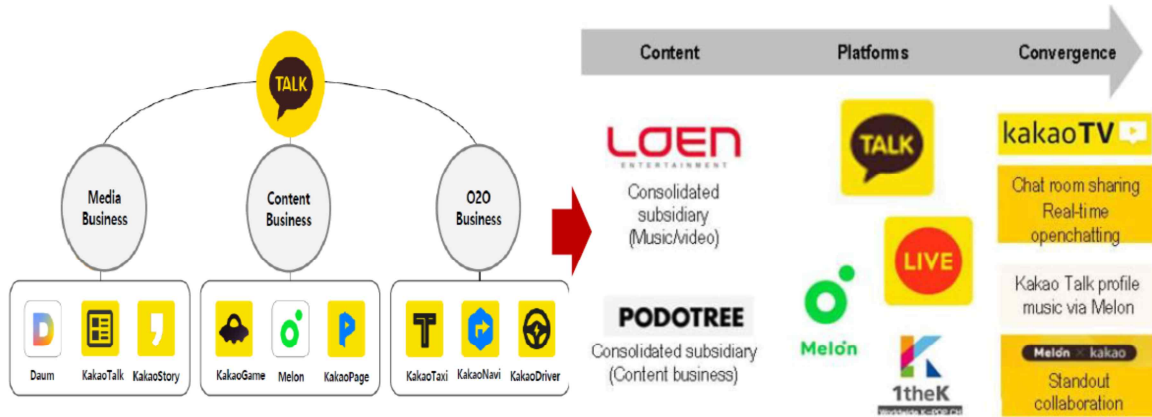 TALK
Media
Business
Content
Business
O2O
Business
D
Daum
KakaoTalk
KakaoStory
KakaoGame
Melon
P
KakaoPage
T
KakaoTaxi
KakaoNavi
KakaoDriver
Content
Platforms
Convergence
LOEN
ENTERTAINMENT
Consolidated
subsidiary
(Music/video)
PODOTREE
Consolidated subsidiary
(Content business)
TALK
LIVE
Melon
K
1theK
kakaoTV
Chat room sharing
Real-time
openchatting
Kakao Talk profile
music via Melon
Melon x kakao
Standout
collaboration